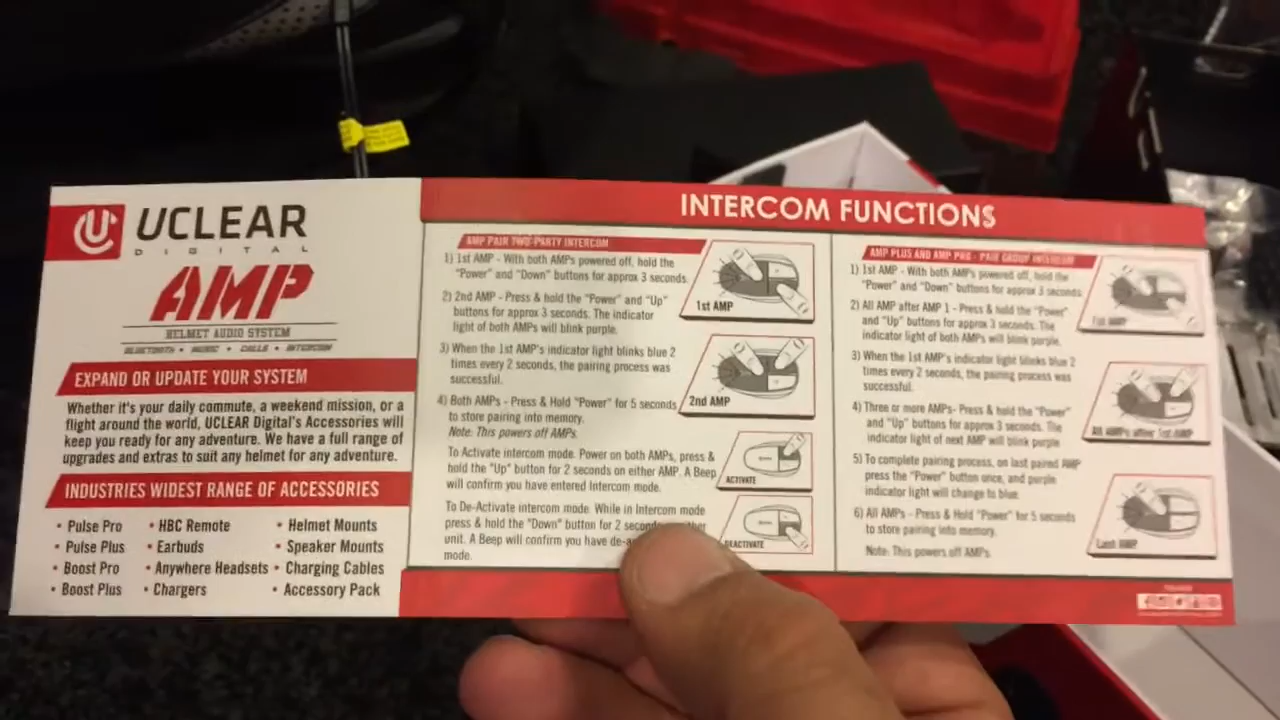 UCLEAR
DIGITAL
AMP
HELMET AUDIO SYSTEM
BLUETOOTH • MUSIC • CALLS • INTERCOM
EXPAND OR UPDATE YOUR SYSTEM
Whether it's your daily commute, a weekend mission, or a
flight around the world, UCLEAR Digital's Accessories will
keep you ready for any adventure. We have a full range of
upgrades and extras to suit any helmet for any adventure.
INDUSTRIES WIDEST RANGE OF ACCESSORIES
• Pulse Pro
• Pulse Plus
• Boost Pro
• Boost Plus
• HBC Remote
• Earbuds
• Anywhere Headsets
• Chargers
• Helmet Mounts
• Speaker Mounts
• Charging Cables
• Accessory Pack
INTERCOM FUNCTIONS
AMP PAIR TWO-PARTY INTERCOM
1) 1st AMP - With both AMPs powered off, hold the
"Power" and "Down" buttons for approx 3 seconds.
2) 2nd AMP - Press & hold the "Power" and "Up"
buttons for approx 3 seconds. The indicator
light of both AMPs will blink purple.
3) When the 1st AMP's indicator light blinks blue 2
times every 2 seconds, the pairing process was
successful.
4) Both AMPs - Press & Hold "Power" for 5 seconds
to store pairing into memory.
Note: This powers off AMPs.
To Activate intercom mode. Power on both AMPs, press &
hold the "Up" button for 2 seconds on either AMP. A Beep
will confirm you have entered Intercom mode.
To De-Activate intercom mode. While in Intercom mode
press & hold the "Down" button for 2
unit. A Beep will confirm you have
mode.
1st AMP
2nd AMP
ACTIVATE
DEACTIVATE
AMP PLUS AND AMP PRO - PAIR GROUP INTERCOM
1) 1st AMP - With both AMPs powered off, hold the
"Power" and "Down" buttons for approx 3 seconds
2) All AMP after AMP 1 - Press & hold the "Power"
and "Up" buttons for approx 3 seconds. The
indicator light of both AMPs will blink purple.
3) When the 1st AMP's indicator light blinks blue 2
times every 2 seconds, the pairing process was
successful.
4) Three or more AMPs- Press & hold the "Power"
and "Up" buttons for approx 3 seconds. The
indicator light of next AMP will blink purple
5) To complete pairing process, on last paired AMP
press the "Power" button once, and purple
indicator light will change to blue.
6) All AMPs - Press & Hold "Power" for 5 seconds
to store pairing into memory.
Note: This powers off AMPs.
1st AMP
All AMPs after 1st AMP
Last AMP